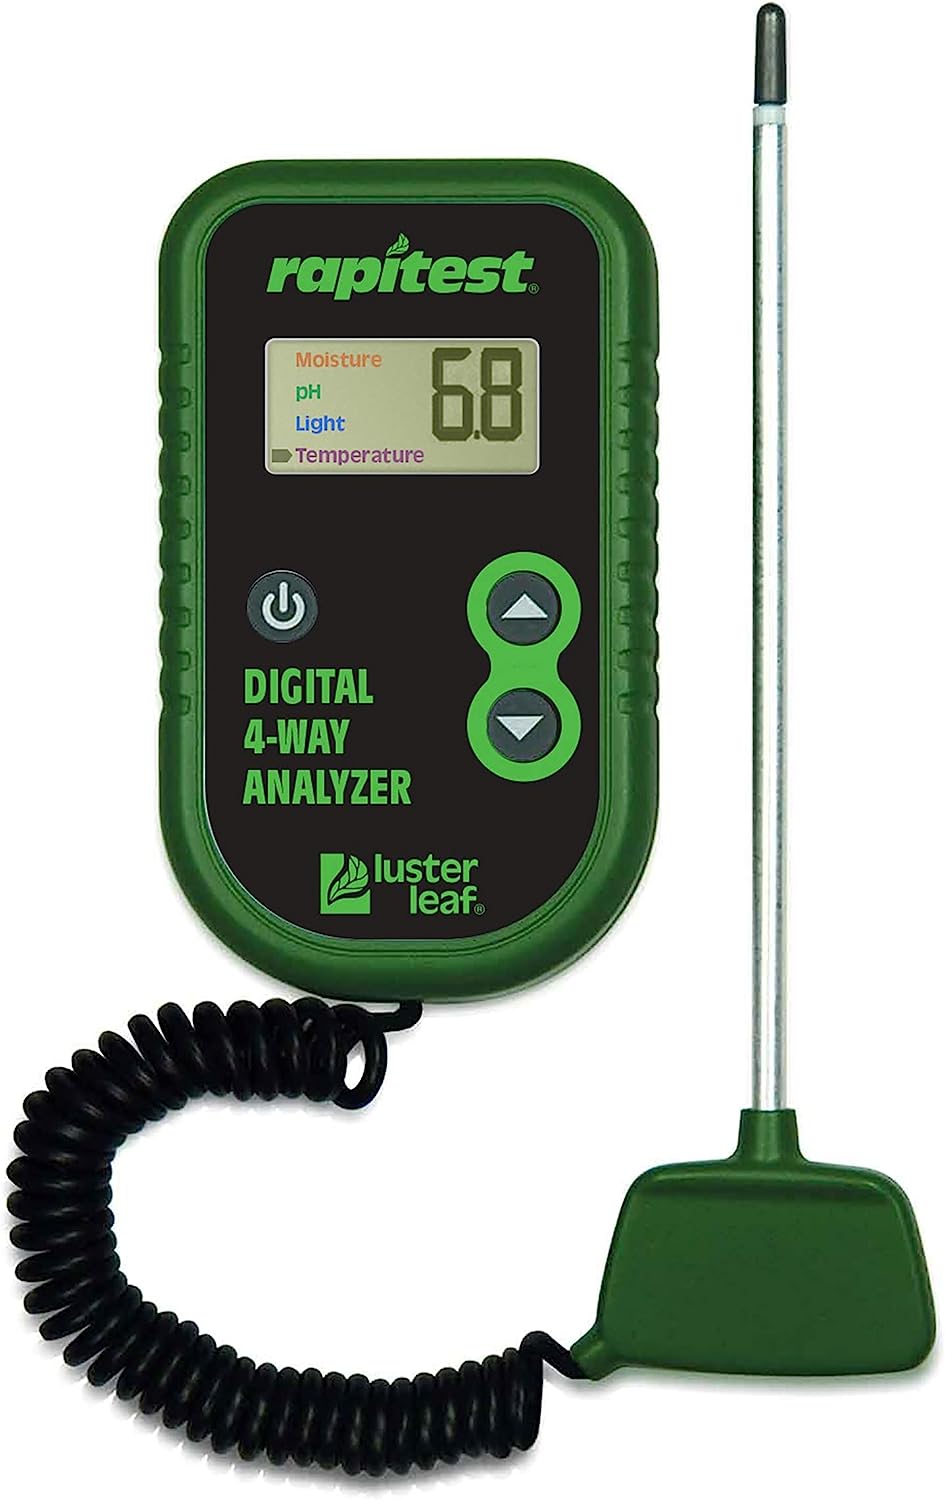 rapitest®
Moisture
pH
Light
Temperature
6.8
DIGITAL
4-WAY
ANALYZER
luster
leaf®